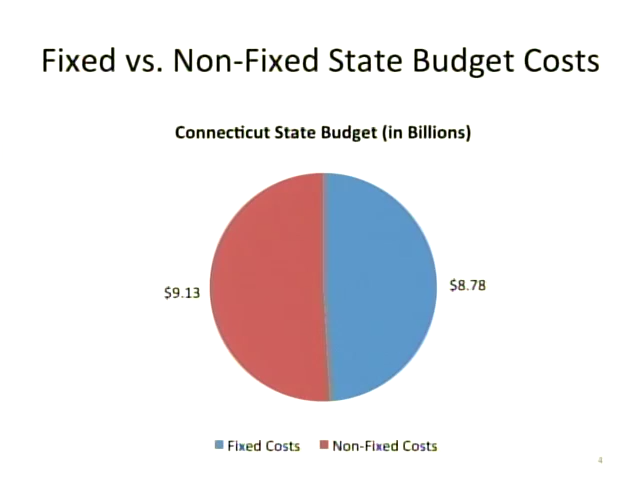 Fixed vs. Non-Fixed State Budget Costs
Connecticut State Budget (in Billions)
$9.13
$8.78
Fixed Costs
Non-Fixed Costs
4